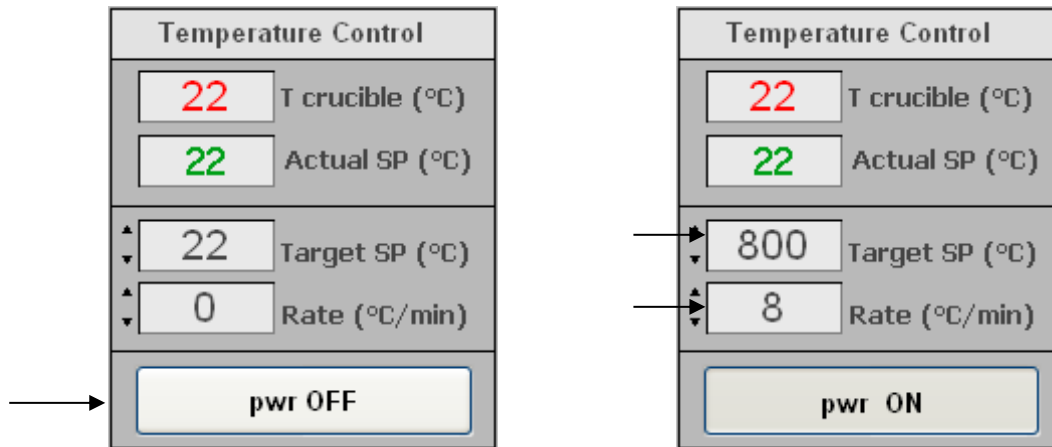 Temperature Control
22 T crucible (°C)
22 Actual SP (°C)
22 Target SP (°C)
0 Rate (°C/min)
pwr OFF
Temperature Control
22 T crucible (°C)
22 Actual SP (°C)
800 Target SP (°C)
8 Rate (°C/min)
pwr ON